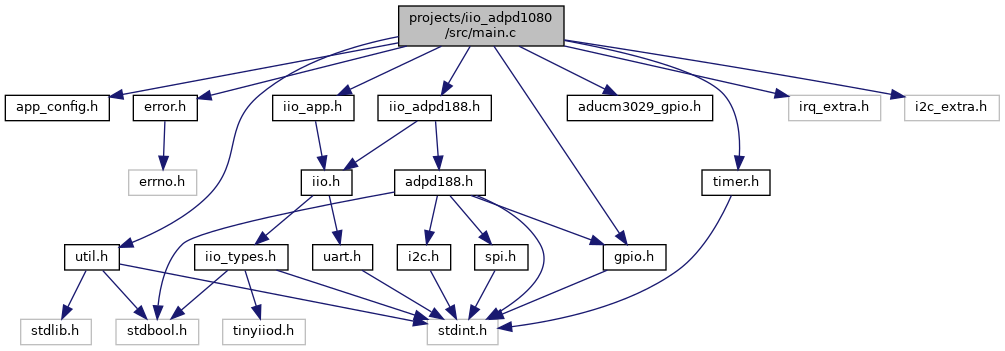 projects/iio_adpd1080
/src/main.c
app_config.h
error.h
iio_app.h
iio_adpd188.h
aducm3029_gpio.h
irq_extra.h
i2c_extra.h
errno.h
iio.h
adpd188.h
timer.h
util.h
iio_types.h
uart.h
i2c.h
spi.h
gpio.h
stdlib.h
stdbool.h
tinyiiod.h
stdint.h